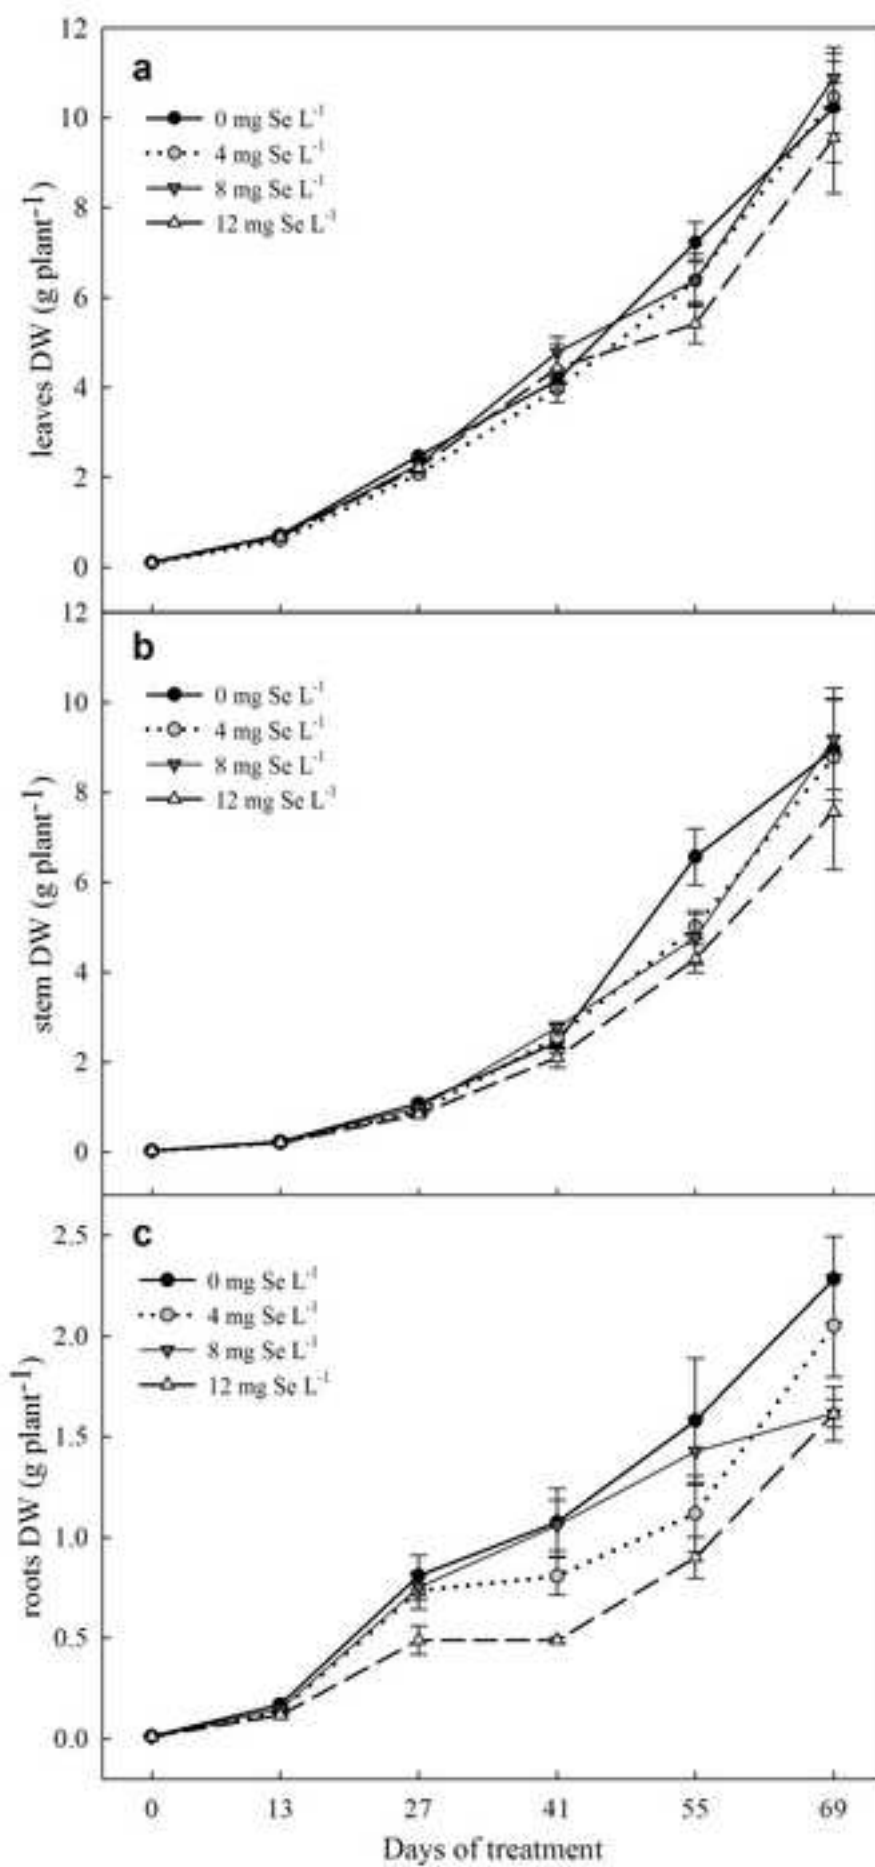 12
a
0 mg Se L⁻¹
10
4 mg Se L⁻¹
8 mg Se L⁻¹
8
12 mg Se L⁻¹
6
4
2
0
leaves DW (g plant⁻¹)
12
b
10
0 mg Se L⁻¹
4 mg Se L⁻¹
8 mg Se L⁻¹
8
12 mg Se L⁻¹
6
4
2
0
stem DW (g plant⁻¹)
c
2.5
0 mg Se L⁻¹
4 mg Se L⁻¹
2.0
8 mg Se L⁻¹
12 mg Se L⁻¹
1.5
1.0
0.5
0.0
roots DW (g plant⁻¹)
0 13 27 41 55 69
Days of treatment